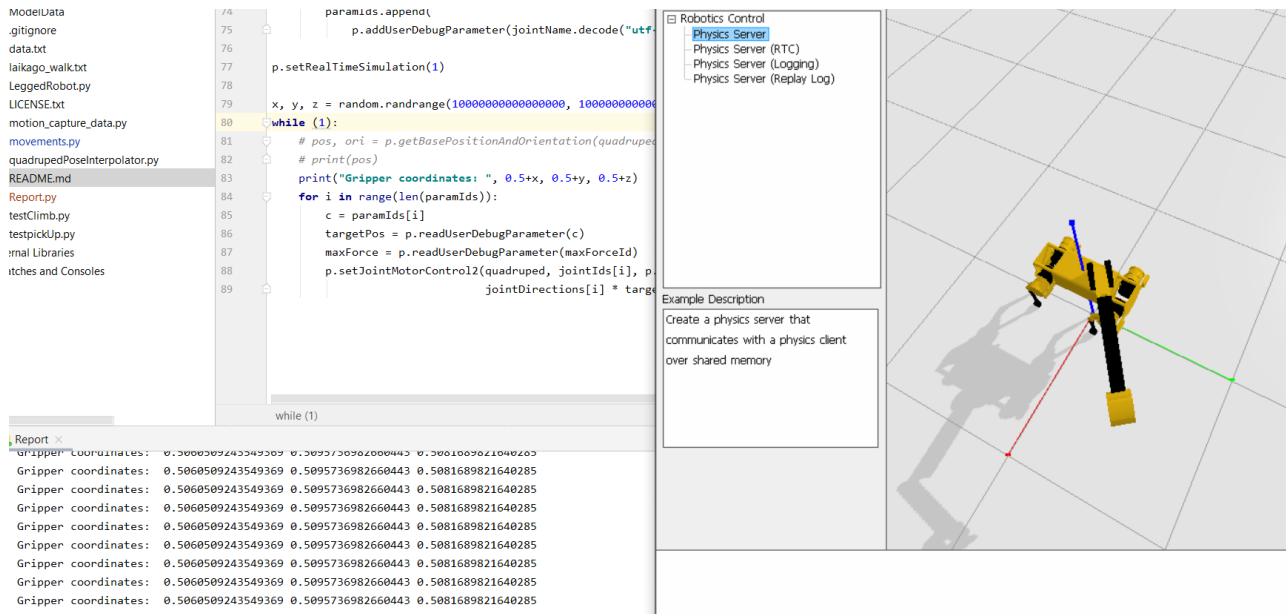 ModelData
.gitignore
data.txt
laikago_walk.txt
LeggedRobot.py
LICENSE.txt
motion_capture_data.py
movements.py
quadrupedPoseInterpolator.py
README.md
Report.py
testClimb.py
testpickUp.py
ernal Libraries
atches and Consoles
74 paramIds.append(
75 p.addUserDebugParameter(jointName.decode("utf-
76
77 p.setRealTimeSimulation(1)
78
79 x, y, z = random.randrange(10000000000000000, 100000000000
80 while (1):
81 # pos, ori = p.getBasePositionAndOrientation(quadruped
82 # print(pos)
83 print("Gripper coordinates: ", 0.5+x, 0.5+y, 0.5+z)
84 for i in range(len(paramIds)):
85 c = paramIds[i]
86 targetPos = p.readUserDebugParameter(c)
87 maxForce = p.readUserDebugParameter(maxForceId)
88 p.setJointMotorControl2(quadruped, jointIds[i], p.
89 jointDirections[i] * targe
while (1)
Report
Gripper coordinates: 0.5060509243549369 0.5095736982660443 0.5081689821640285
Gripper coordinates: 0.5060509243549369 0.5095736982660443 0.5081689821640285
Gripper coordinates: 0.5060509243549369 0.5095736982660443 0.5081689821640285
Gripper coordinates: 0.5060509243549369 0.5095736982660443 0.5081689821640285
Gripper coordinates: 0.5060509243549369 0.5095736982660443 0.5081689821640285
Gripper coordinates: 0.5060509243549369 0.5095736982660443 0.5081689821640285
Gripper coordinates: 0.5060509243549369 0.5095736982660443 0.5081689821640285
Gripper coordinates: 0.5060509243549369 0.5095736982660443 0.5081689821640285
Gripper coordinates: 0.5060509243549369 0.5095736982660443 0.5081689821640285
Robotics Control
Physics Server
Physics Server (RTC)
Physics Server (Logging)
Physics Server (Replay Log)
Example Description
Create a physics server that
communicates with a physics client
over shared memory